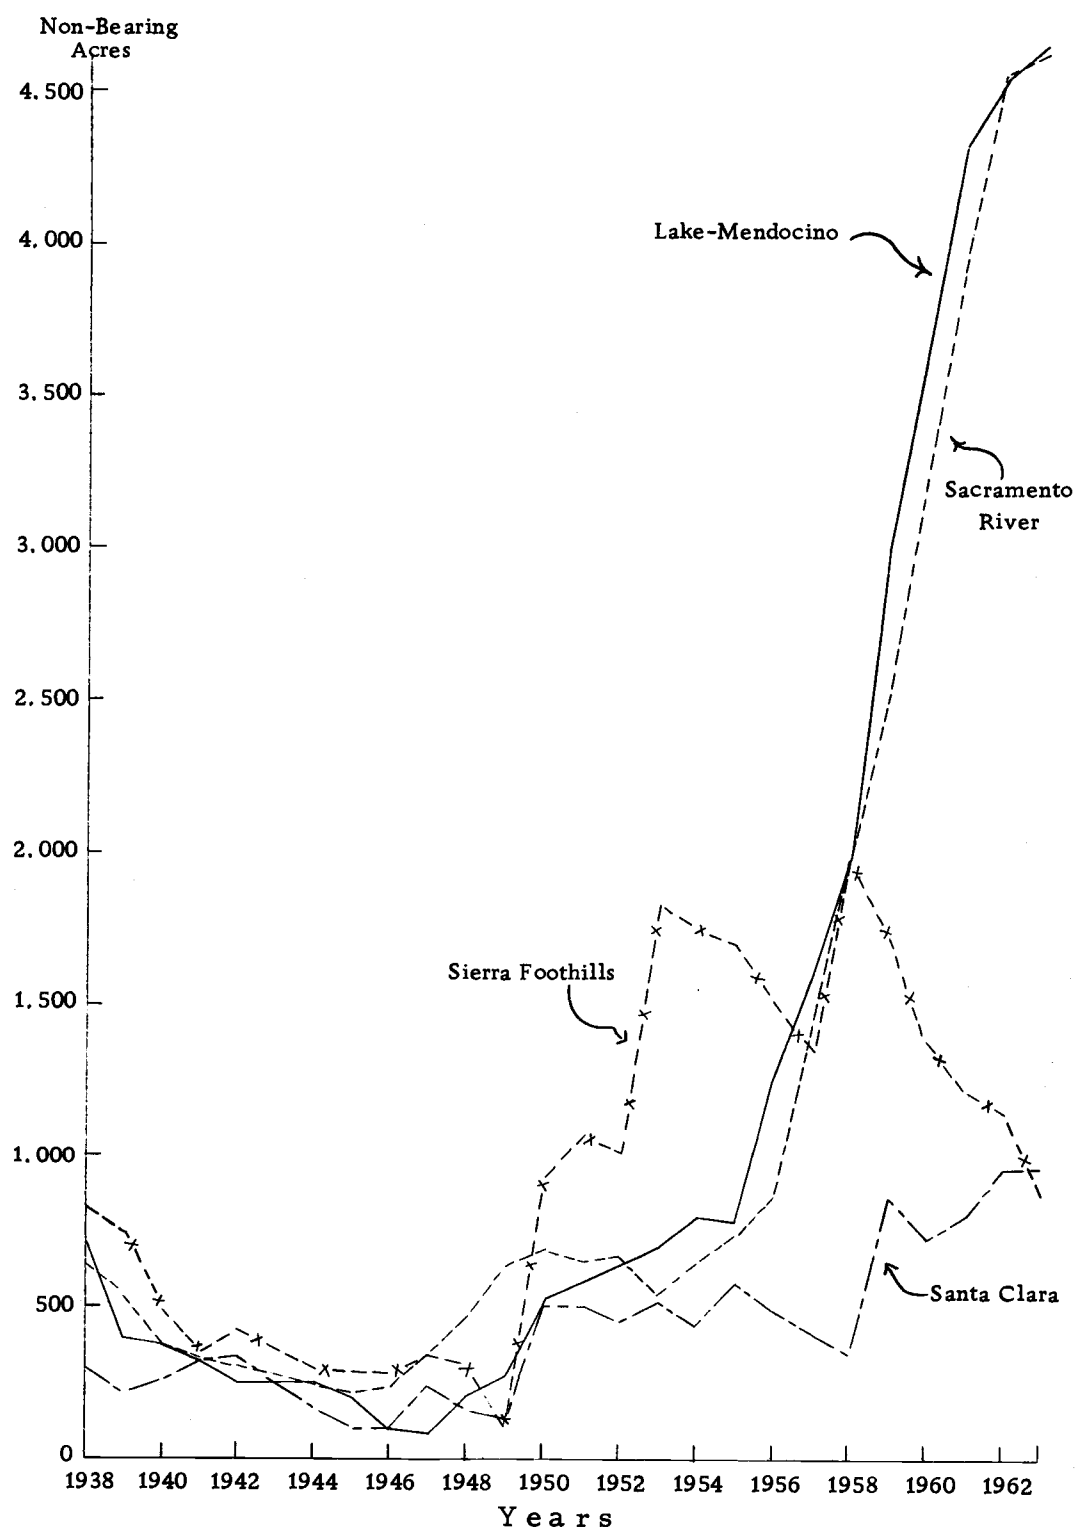 Non-Bearing
Acres
4.500
4.000
Lake-Mendocino
3,500
Sacramento
River
3.000
2.500
2.000
Sierra Foothills
1.500
1.000
500
Santa Clara
0
1938 1940 1942 1944 1946 1948 1950 1952 1954 1956 1958 1960 1962
Years